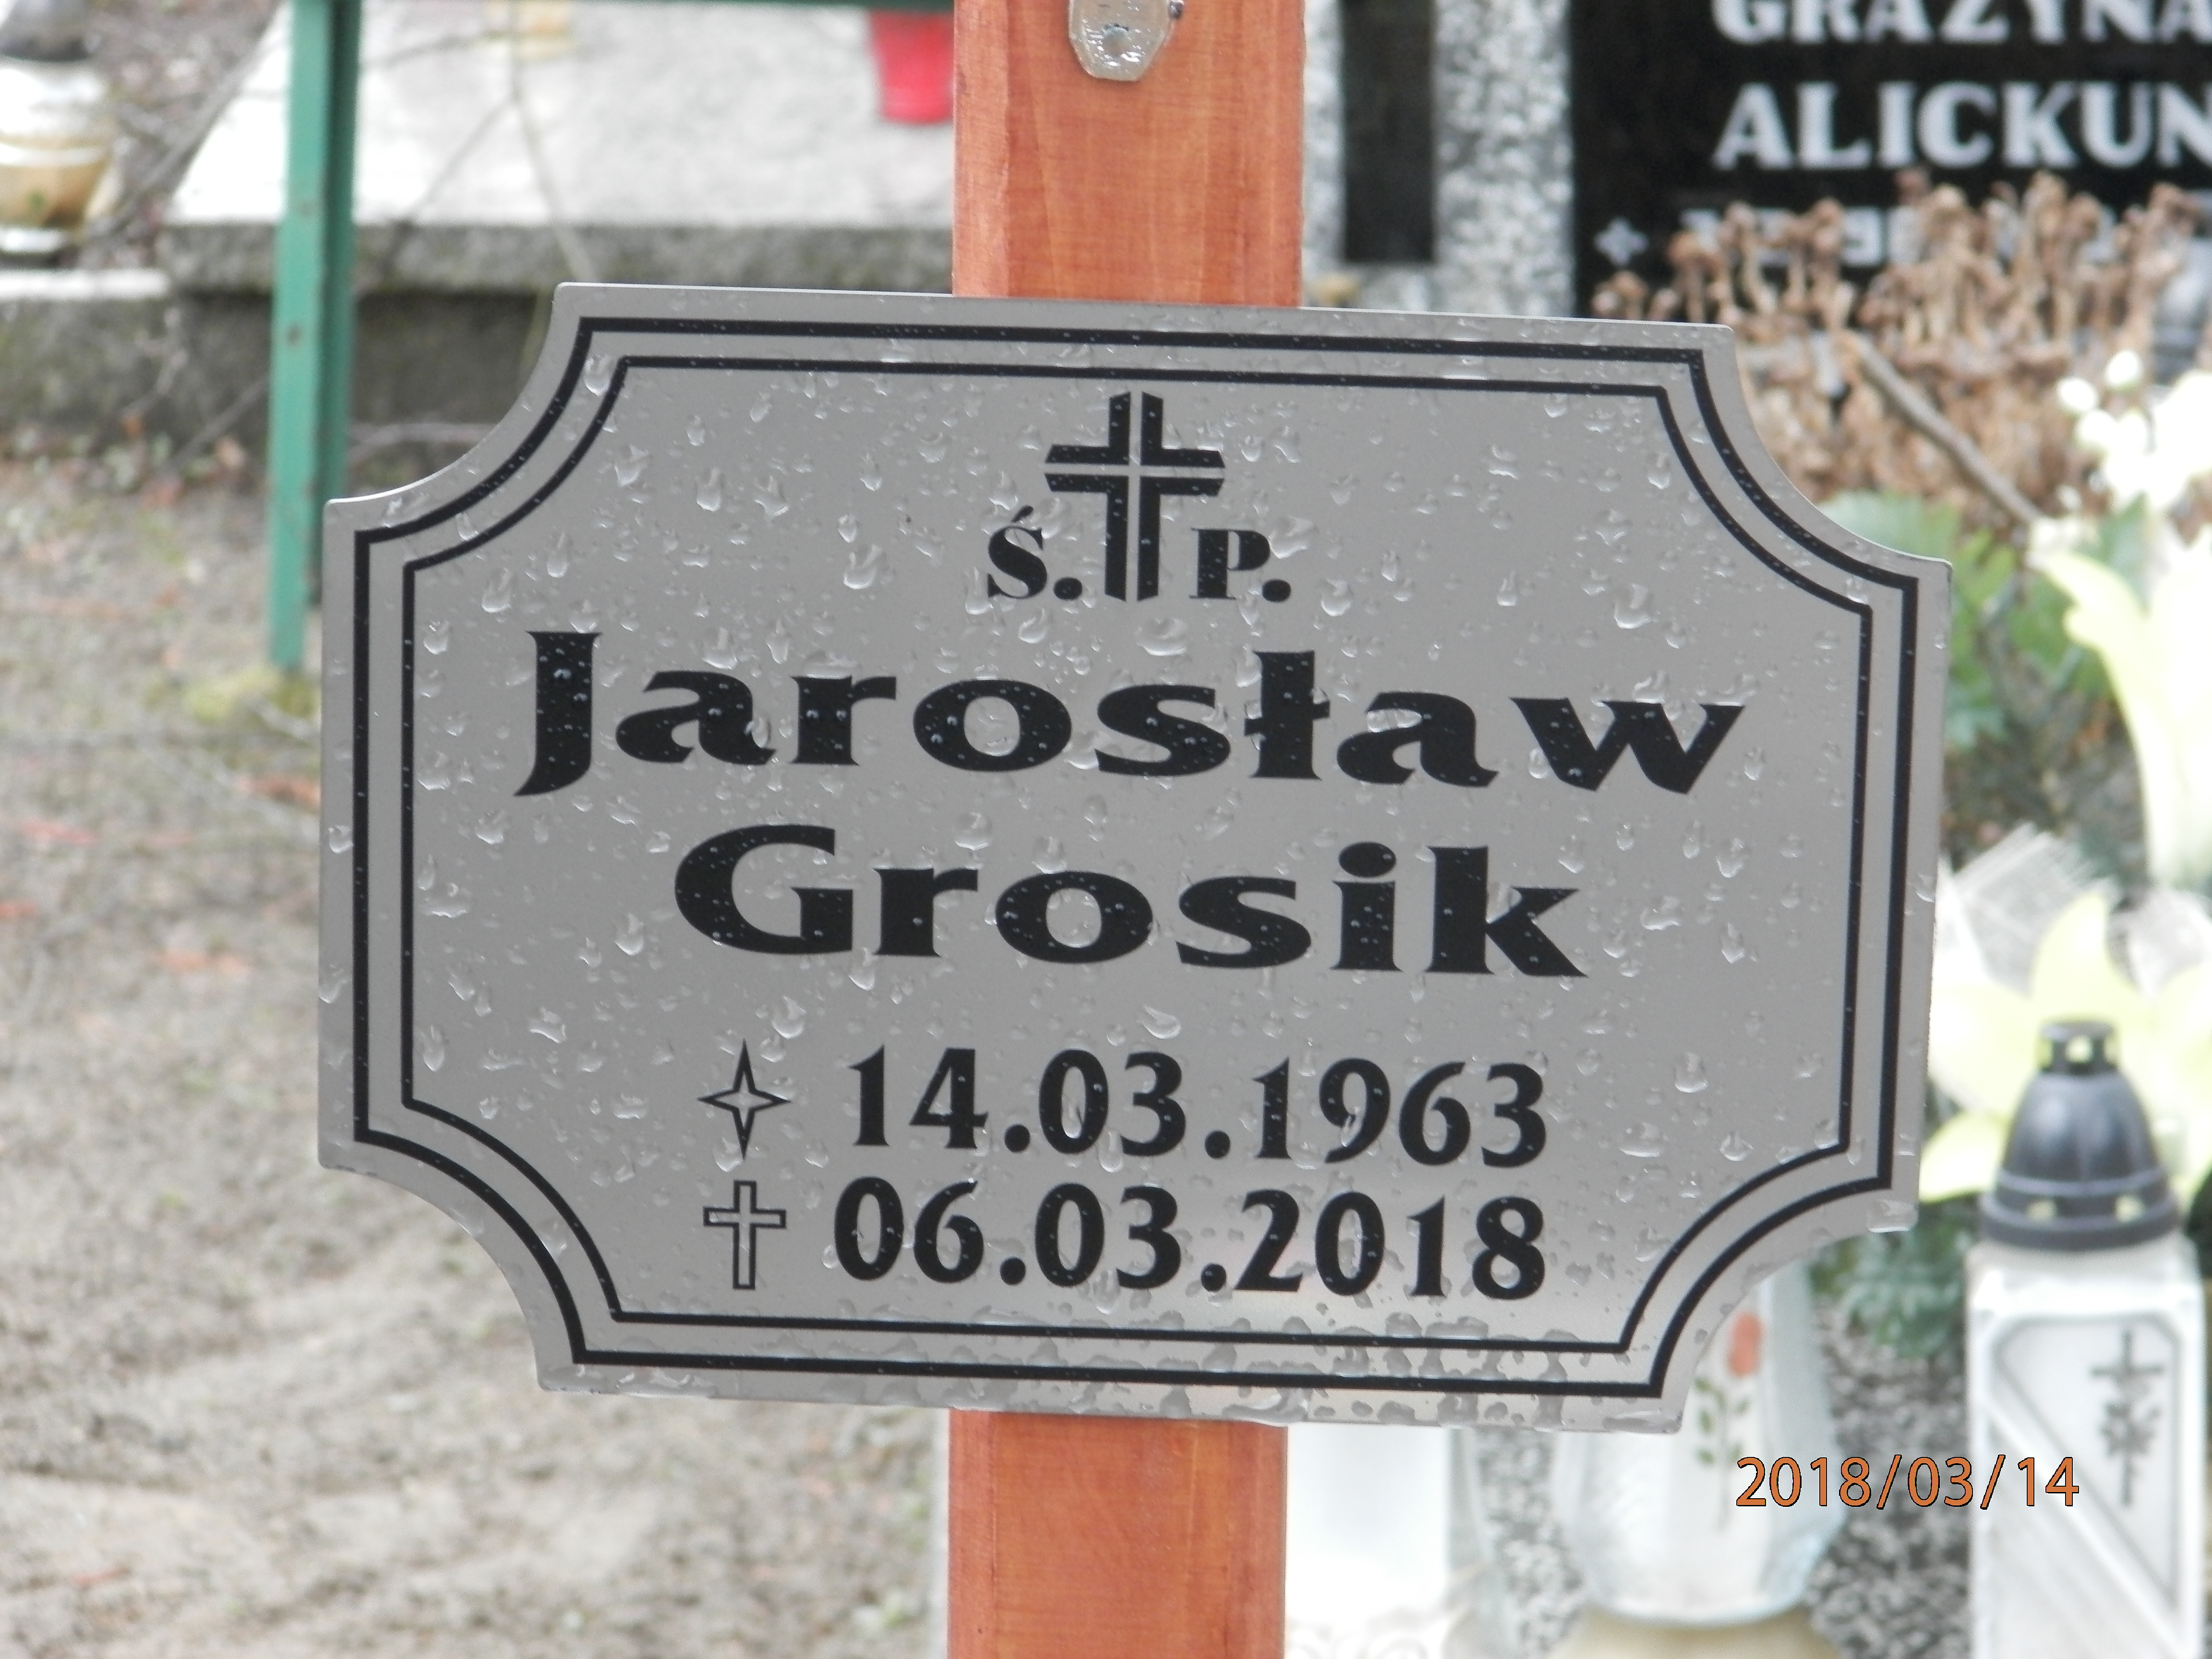 GRAŻYNA
ALICKUN
Ś. P.
Jarosław
Grosik
14.03.1963
06.03.2018
2018/03/14